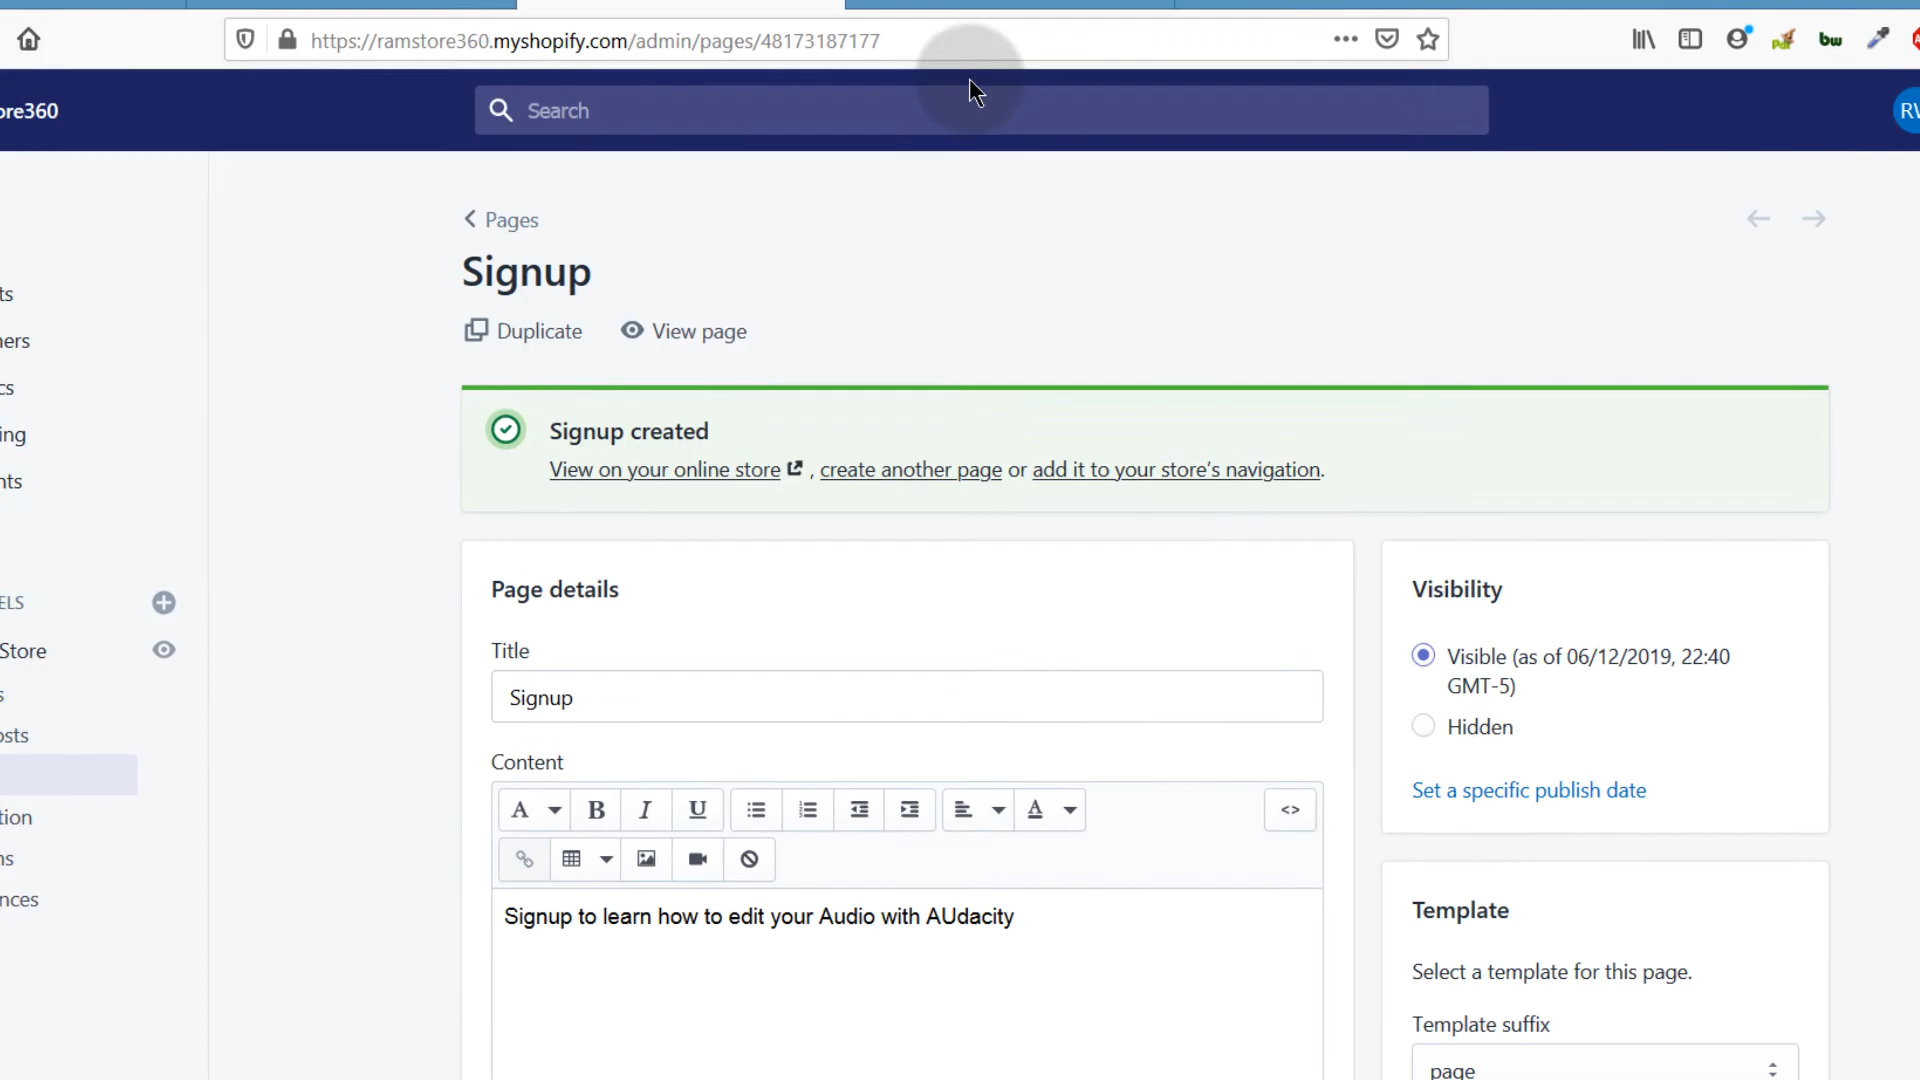 https://ramstore360.myshopify.com/admin/pages/48173187177
bw
ore360
Search
RV
Pages
Signup
Duplicate
View page
Signup created
View on your online store , create another page or add it to your store's navigation.
ts
ners
cs
ing
nts
ELS
Store
s
osts
tion
ns
nces
Page details
Title
Signup
Content
A
B
I
U
A
<>
Signup to learn how to edit your Audio with AUdacity
Visibility
Visible (as of 06/12/2019, 22:40
GMT-5)
Hidden
Set a specific publish date
Template
Select a template for this page.
Template suffix
page